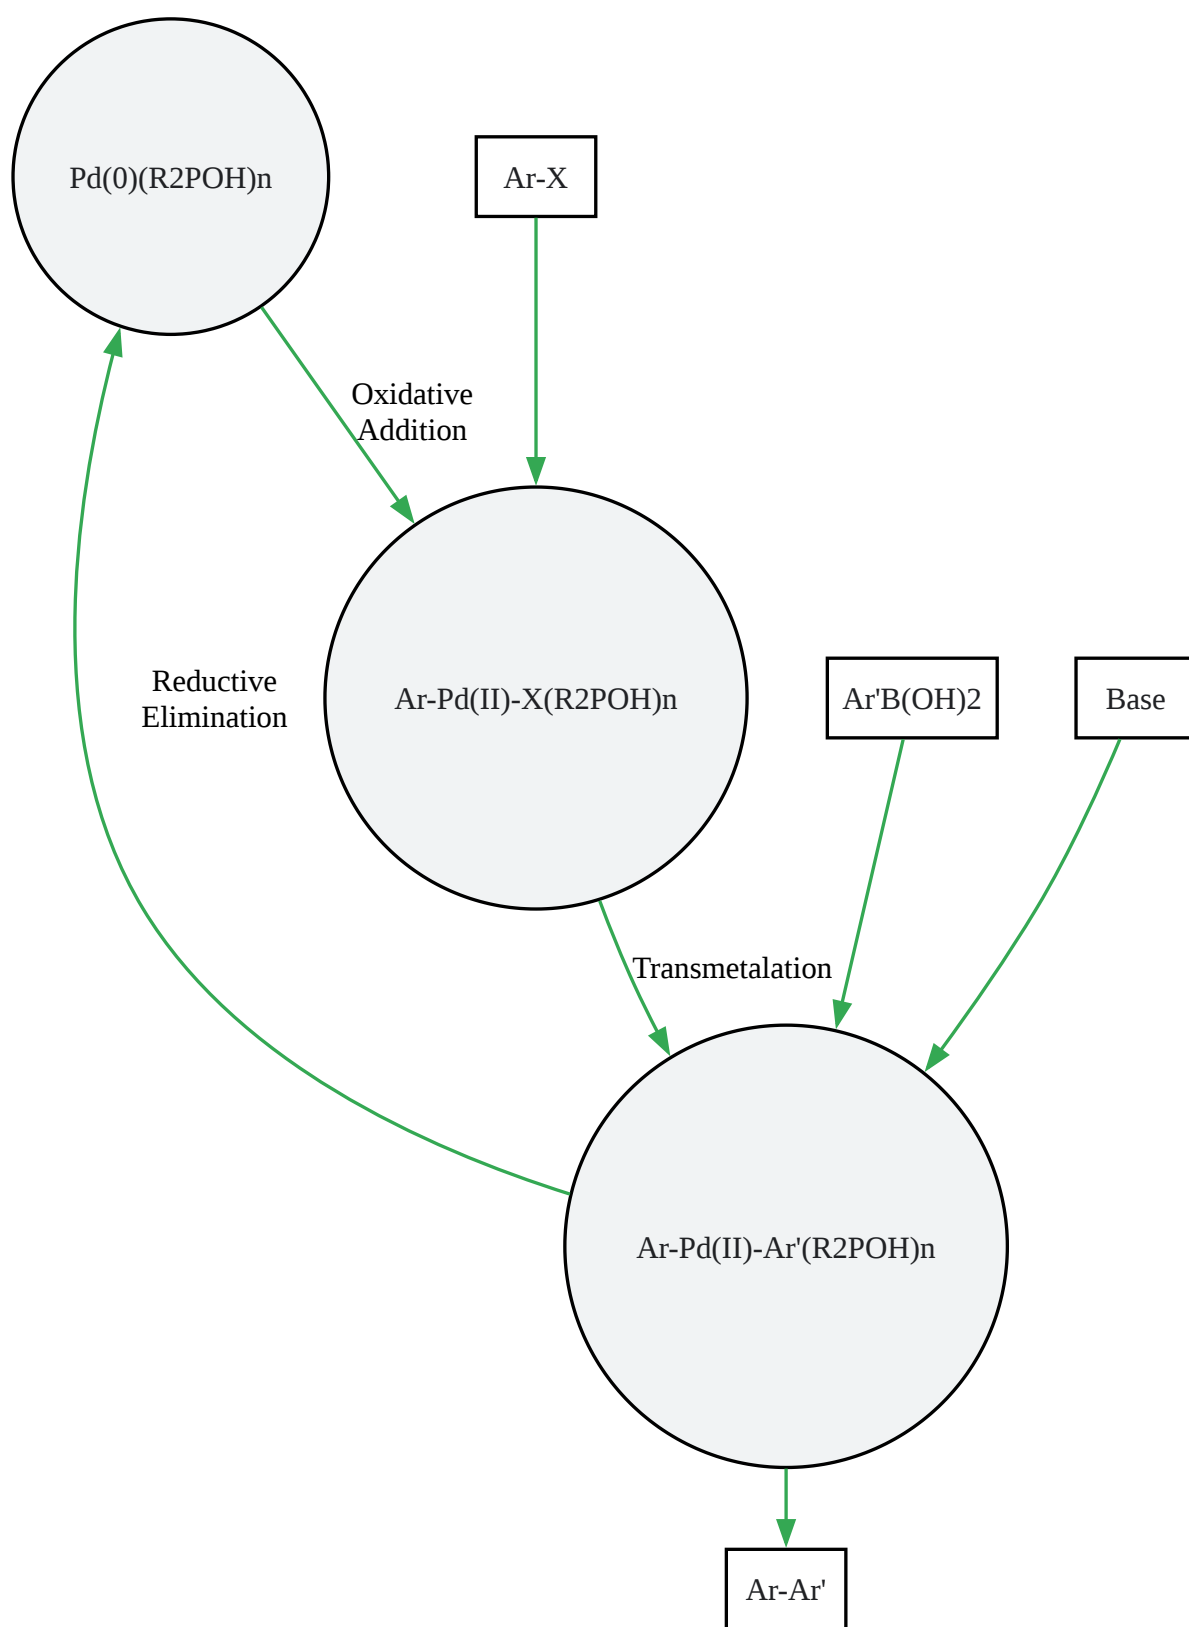 Pd(0)(R2POH)n
Ar-X
Oxidative
Addition
Reductive
Elimination
Ar-Pd(II)-X(R2POH)n
Ar'B(OH)2
Base
Transmetalation
Ar-Pd(II)-Ar'(R2POH)n
Ar-Ar'